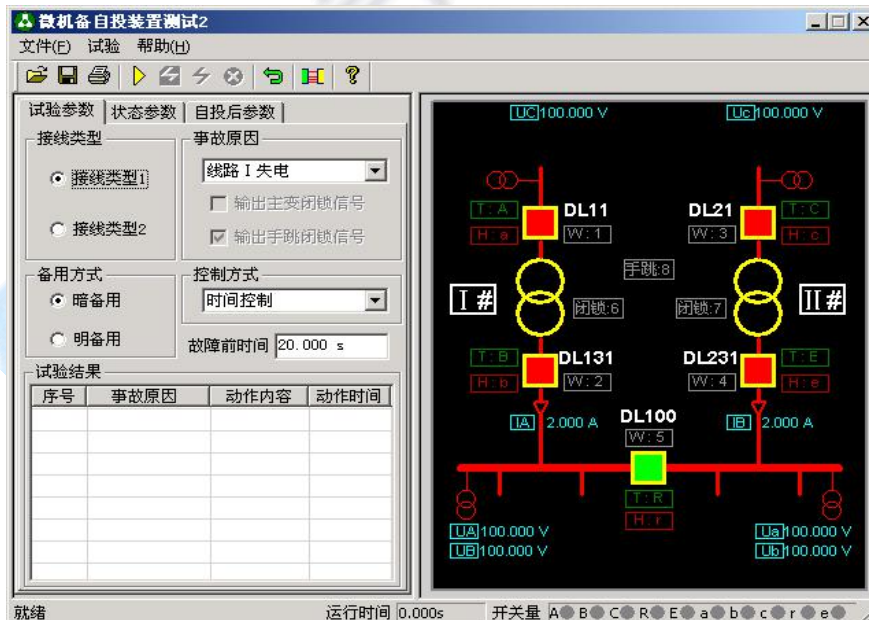 微机备自投装置测试2
文件(F) 试验 帮助(H)
试验参数 状态参数 自投后参数
接线类型
接线类型1
接线类型2
事故原因
线路I失电
输出主变闭锁信号
输出手跳闭锁信号
备用方式
暗备用
明备用
控制方式
时间控制
故障前时间 20.000 s
试验结果
序号 事故原因 动作内容 动作时间
UC 100.000 V Uc 100.000 V
T:A DL11 DL21 T:C
H:a W:1 W:3 H:c
手跳:8
I# 闭锁:6 闭锁:7 II#
T:B DL131 DL231 T:E
H:b W:2 W:4 H:e
IA 2.000 A DL100 IB 2.000 A
W:5
T:R
H:r
UA 100.000 V Ua 100.000 V
UB 100.000 V Ub 100.000 V
就绪 运行时间 0.000s 开关量 A B C R E a b c r e